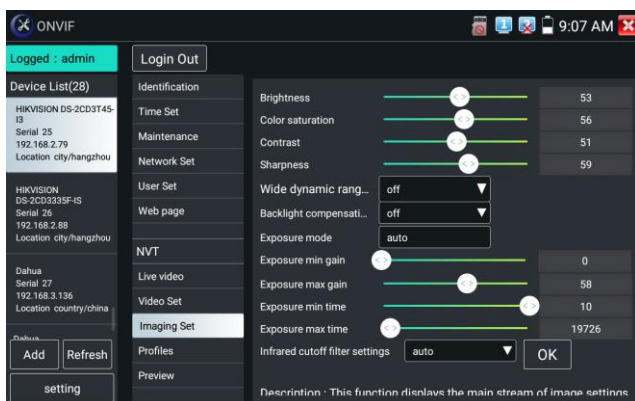 ONVIF
9:07 AM
Logged : admin
Login Out
Device List(28)
HIKVISION DS-2CD3T45-
I3
Serial 25
192.168.2.79
Location city/hangzhou
HIKVISION
DS-2CD3335F-IS
Serial 26
192.168.2.88
Location city/hangzhou
Dahua
Serial 27
192.168.3.136
Location country/china
Dahua
Add
Refresh
setting
Identification
Time Set
Maintenance
Network Set
User Set
Web page
NVT
Live video
Video Set
Imaging Set
Profiles
Preview
Brightness 53
Color saturation 56
Contrast 51
Sharpness 59
Wide dynamic rang... off
Backlight compensati... off
Exposure mode auto
Exposure min gain 0
Exposure max gain 58
Exposure min time 10
Exposure max time 19726
Infrared cutoff filter settings auto OK
Description : This function displays the main stream of image settings